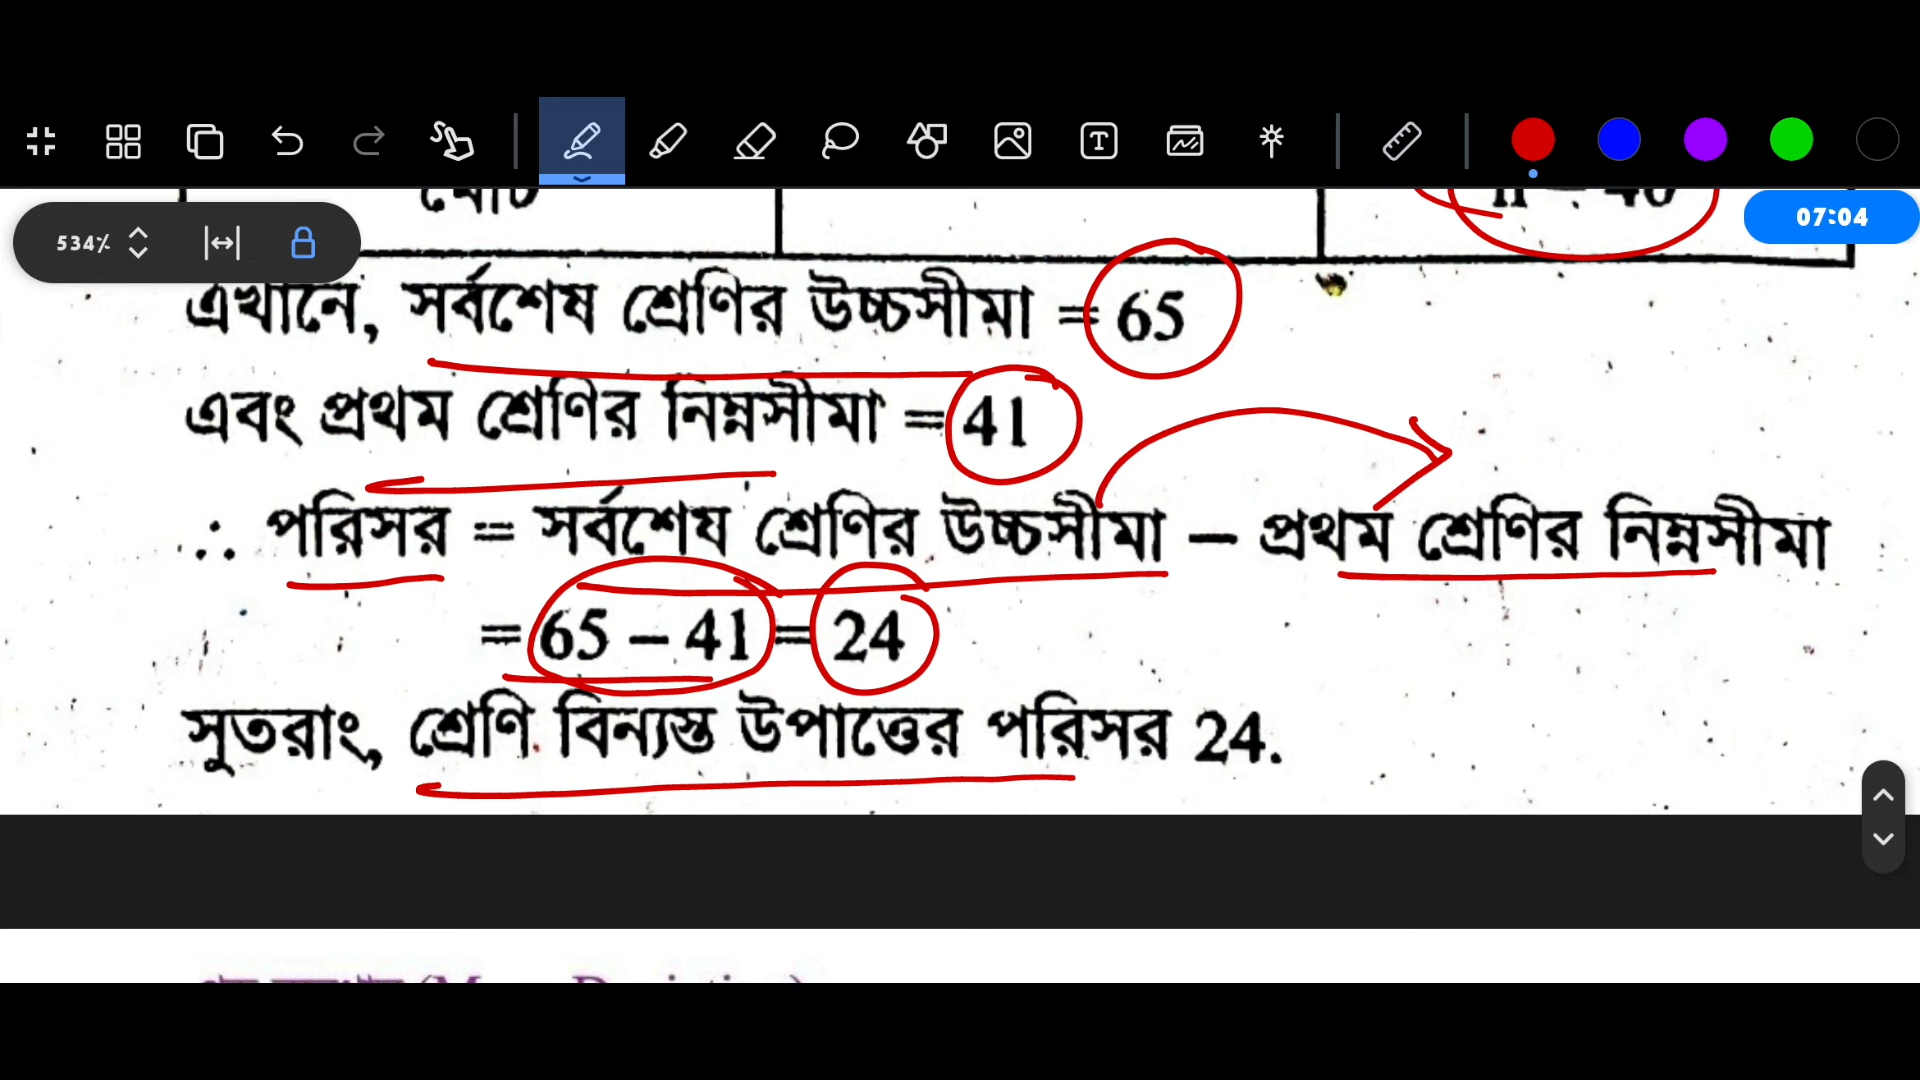 534%
07:04
এখানে, সর্বশেষ শ্রেণির উচ্চসীমা = 65
এবং প্রথম শ্রেণির নিম্নসীমা = 41
∴ পরিসর = সর্বশেষ শ্রেণির উচ্চসীমা – প্রথম শ্রেণির নিম্নসীমা
= 65 – 41 = 24
সুতরাং, শ্রেণি বিন্যস্ত উপাত্তের পরিসর 24.